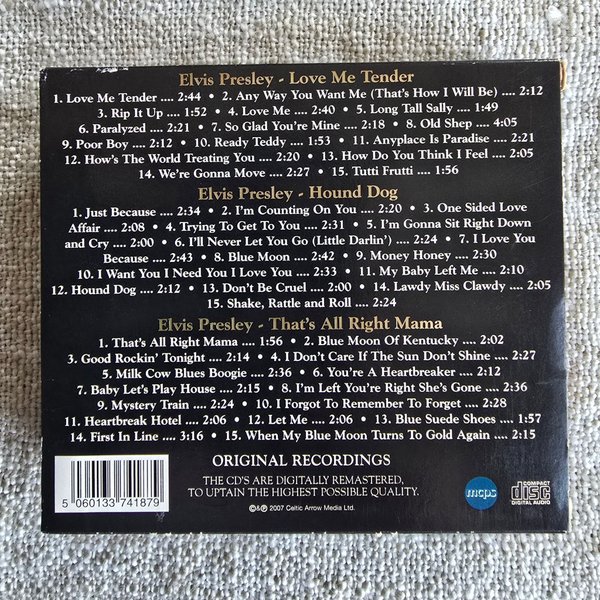 Elvis Presley - Love Me Tender
1. Love Me Tender .... 2:44 • 2. Any Way You Want Me (That's How I Will Be) .... 2:12
3. Rip It Up .... 1:52 • 4. Love Me .... 2:40 • 5. Long Tall Sally .... 1:49
6. Paralyzed .... 2:21 • 7. So Glad You're Mine .... 2:18 • 8. Old Shep .... 4:05
9. Poor Boy .... 2:12 • 10. Ready Teddy .... 1:53 • 11. Anyplace Is Paradise .... 2:21
12. How's The World Treating You .... 2:20 • 13. How Do You Think I Feel .... 2:05
14. We're Gonna Move .... 2:27 • 15. Tutti Frutti .... 1:56
Elvis Presley - Hound Dog
1. Just Because .... 2:34 • 2. I'm Counting On You .... 2:20 • 3. One Sided Love
Affair .... 2:08 • 4. Trying To Get To You .... 2:31 • 5. I'm Gonna Sit Right Down
and Cry .... 2:00 • 6. I'll Never Let You Go (Little Darlin') .... 2:24 • 7. I Love You
Because .... 2:43 • 8. Blue Moon .... 2:42 • 9. Money Honey .... 2:30
10. I Want You I Need You I Love You .... 2:33 • 11. My Baby Left Me .... 2:10
12. Hound Dog .... 2:12 • 13. Don't Be Cruel .... 2:00 • 14. Lawdy Miss Clawdy .... 2:05
15. Shake, Rattle and Roll .... 2:24
Elvis Presley - That's All Right Mama
1. That's All Right Mama .... 1:56 • 2. Blue Moon Of Kentucky .... 2:02
3. Good Rockin' Tonight .... 2:14 • 4. I Don't Care If The Sun Don't Shine .... 2:27
5. Milk Cow Blues Boogie .... 2:36 • 6. You're A Heartbreaker .... 2:12
7. Baby Let's Play House .... 2:15 • 8. I'm Left You're Right She's Gone .... 2:36
9. Mystery Train .... 2:24 • 10. I Forgot To Remember To Forget .... 2:28
11. Heartbreak Hotel .... 2:06 • 12. Let Me .... 2:06 • 13. Blue Suede Shoes .... 1:57
14. First In Line .... 3:16 • 15. When My Blue Moon Turns To Gold Again .... 2:15
ORIGINAL RECORDINGS
THE CD'S ARE DIGITALLY REMASTERED,
TO UPTAIN THE HIGHEST POSSIBLE QUALITY.
©&℗ 2007 Celtic Arrow Media Ltd.
5 060133 741879
mcps
COMPACT
disc
DIGITAL AUDIO